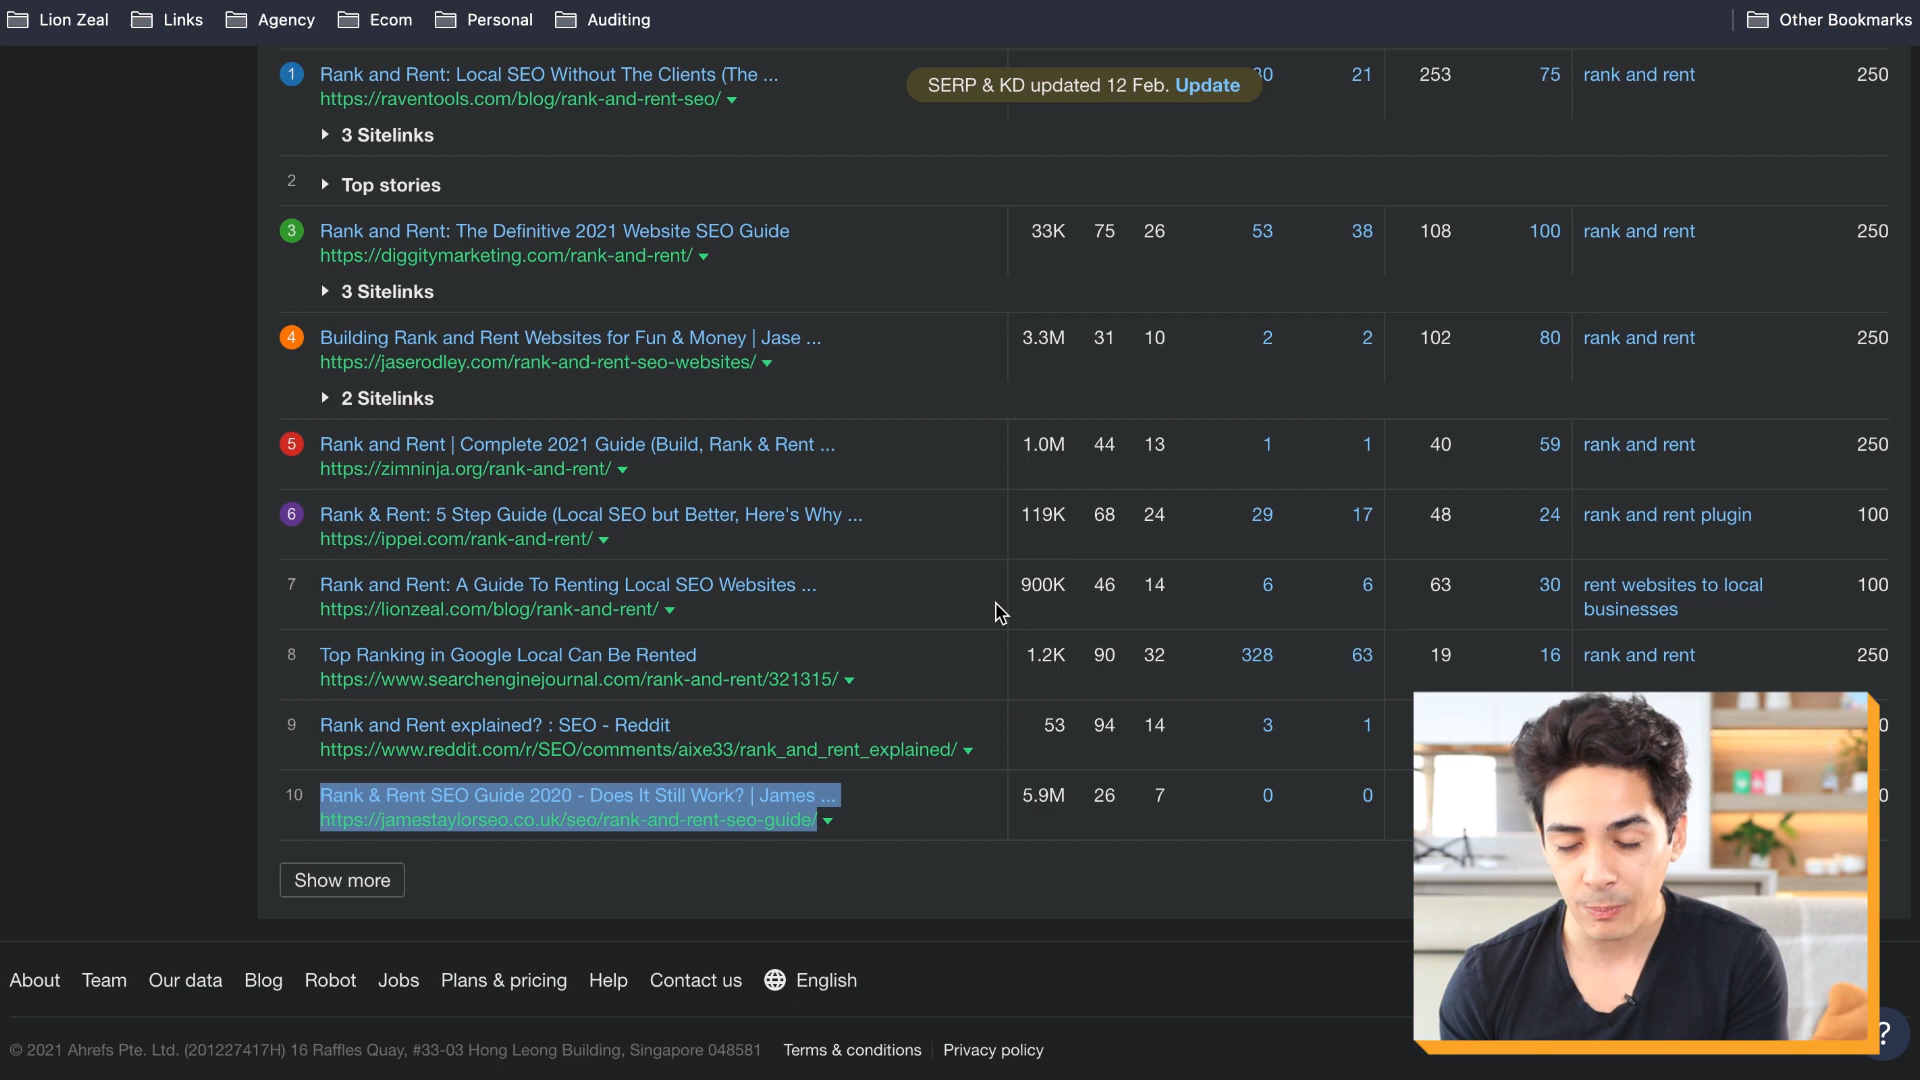 Lion Zeal Links Agency Ecom Personal Auditing Other Bookmarks
1 Rank and Rent: Local SEO Without The Clients (The ... 21 253 75 rank and rent 250
SERP & KD updated 12 Feb. Update
https://raventools.com/blog/rank-and-rent-seo/
3 Sitelinks
2 Top stories
3 Rank and Rent: The Definitive 2021 Website SEO Guide 33K 75 26 53 38 108 100 rank and rent 250
https://diggitymarketing.com/rank-and-rent/
3 Sitelinks
4 Building Rank and Rent Websites for Fun & Money | Jase ... 3.3M 31 10 2 2 102 80 rank and rent 250
https://jaserodley.com/rank-and-rent-seo-websites/
2 Sitelinks
5 Rank and Rent | Complete 2021 Guide (Build, Rank & Rent ... 1.0M 44 13 1 1 40 59 rank and rent 250
https://zimninja.org/rank-and-rent/
6 Rank & Rent: 5 Step Guide (Local SEO but Better, Here's Why ... 119K 68 24 29 17 48 24 rank and rent plugin 100
https://ippei.com/rank-and-rent/
7 Rank and Rent: A Guide To Renting Local SEO Websites ... 900K 46 14 6 6 63 30 rent websites to local 100
https://lionzeal.com/blog/rank-and-rent/ businesses
8 Top Ranking in Google Local Can Be Rented 1.2K 90 32 328 63 19 16 rank and rent 250
https://www.searchenginejournal.com/rank-and-rent/321315/
9 Rank and Rent explained? : SEO - Reddit 53 94 14 3 1
https://www.reddit.com/r/SEO/comments/aixe33/rank_and_rent_explained/
10 Rank & Rent SEO Guide 2020 - Does It Still Work? | James ... 5.9M 26 7 0 0
https://jamestaylorseo.co.uk/seo/rank-and-rent-seo-guide/
Show more
About Team Our data Blog Robot Jobs Plans & pricing Help Contact us English
© 2021 Ahrefs Pte. Ltd. (201227417H) 16 Raffles Quay, #33-03 Hong Leong Building, Singapore 048581 Terms & conditions Privacy policy
?